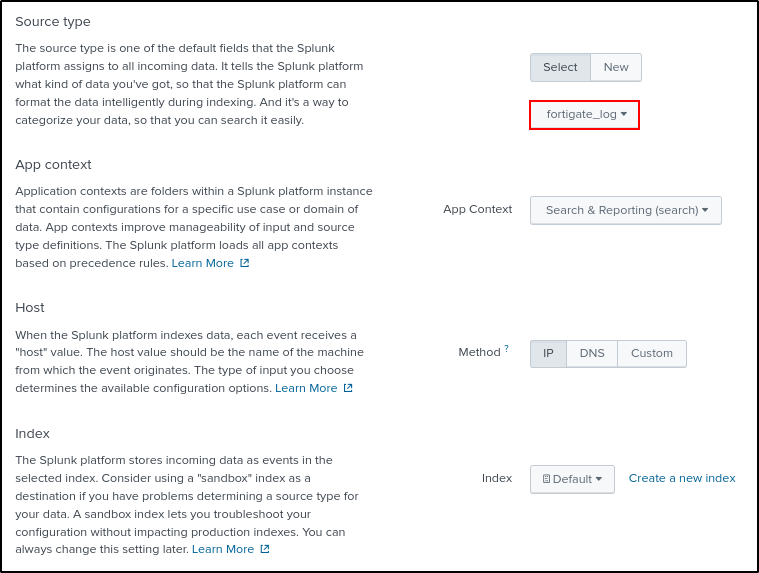 Source type
The source type is one of the default fields that the Splunk
platform assigns to all incoming data. It tells the Splunk platform
what kind of data you've got, so that the Splunk platform can
format the data intelligently during indexing. And it's a way to
categorize your data, so that you can search it easily.
Select New
fortigate_log
App context
Application contexts are folders within a Splunk platform instance
that contain configurations for a specific use case or domain of
data. App contexts improve manageability of input and source
type definitions. The Splunk platform loads all app contexts
based on precedence rules. Learn More
App Context Search & Reporting (search)
Host
When the Splunk platform indexes data, each event receives a
"host" value. The host value should be the name of the machine
from which the event originates. The type of input you choose
determines the available configuration options. Learn More
Method ? IP DNS Custom
Index
The Splunk platform stores incoming data as events in the
selected index. Consider using a "sandbox" index as a
destination if you have problems determining a source type for
your data. A sandbox index lets you troubleshoot your
configuration without impacting production indexes. You can
always change this setting later. Learn More
Index Default Create a new index